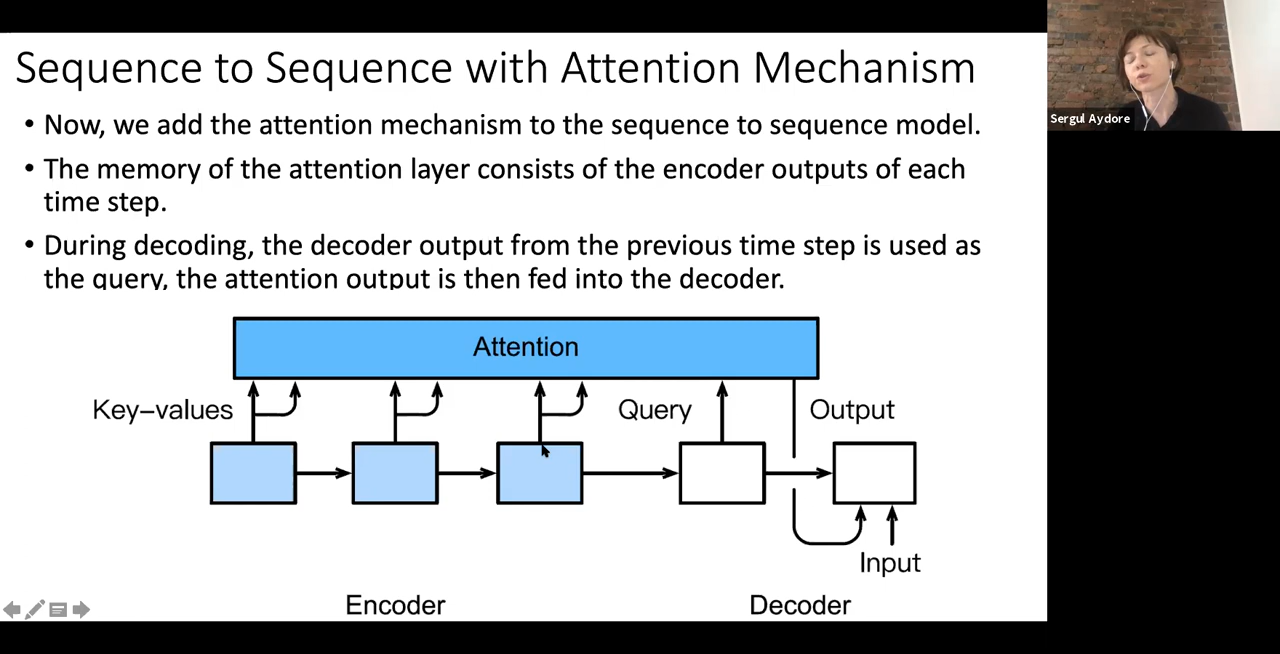 Sequence to Sequence with Attention Mechanism
Sergul Aydore
• Now, we add the attention mechanism to the sequence to sequence model.
• The memory of the attention layer consists of the encoder outputs of each
time step.
• During decoding, the decoder output from the previous time step is used as
the query, the attention output is then fed into the decoder.
Attention
Key–values
Query
Output
Input
Encoder
Decoder